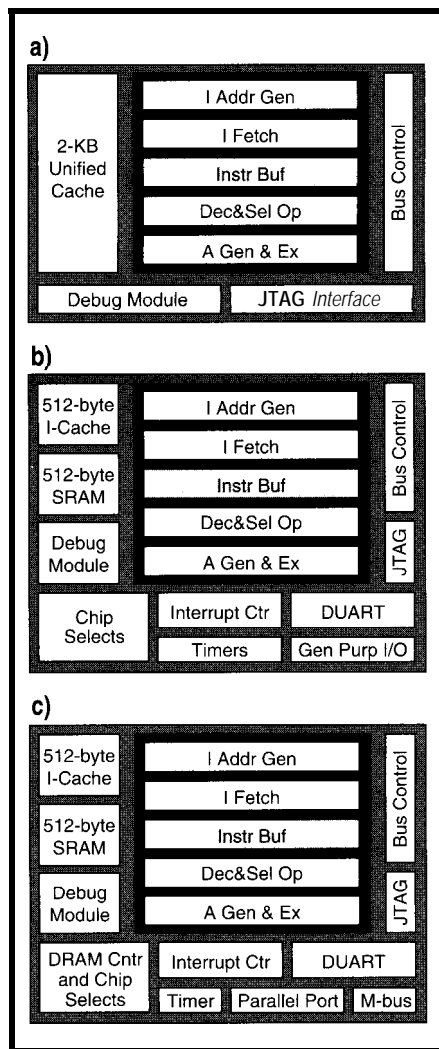 a)
2-KB
Unified
Cache
I Addr Gen
I Fetch
Instr Buf
Dec&Sel Op
A Gen & Ex
Bus Control
Debug Module
JTAG Interface
b)
512-byte
I-Cache
512-byte
SRAM
Debug
Module
I Addr Gen
I Fetch
Instr Buf
Dec&Sel Op
A Gen & Ex
Bus Control
JTAG
Chip
Selects
Interrupt Ctr
DUART
Timers
Gen Purp I/O
c)
512-byte
I-Cache
512-byte
SRAM
Debug
Module
I Addr Gen
I Fetch
Instr Buf
Dec&Sel Op
A Gen & Ex
Bus Control
JTAG
DRAM Cntr
and Chip
Selects
Interrupt Ctr
DUART
Timer
Parallel Port
M-bus